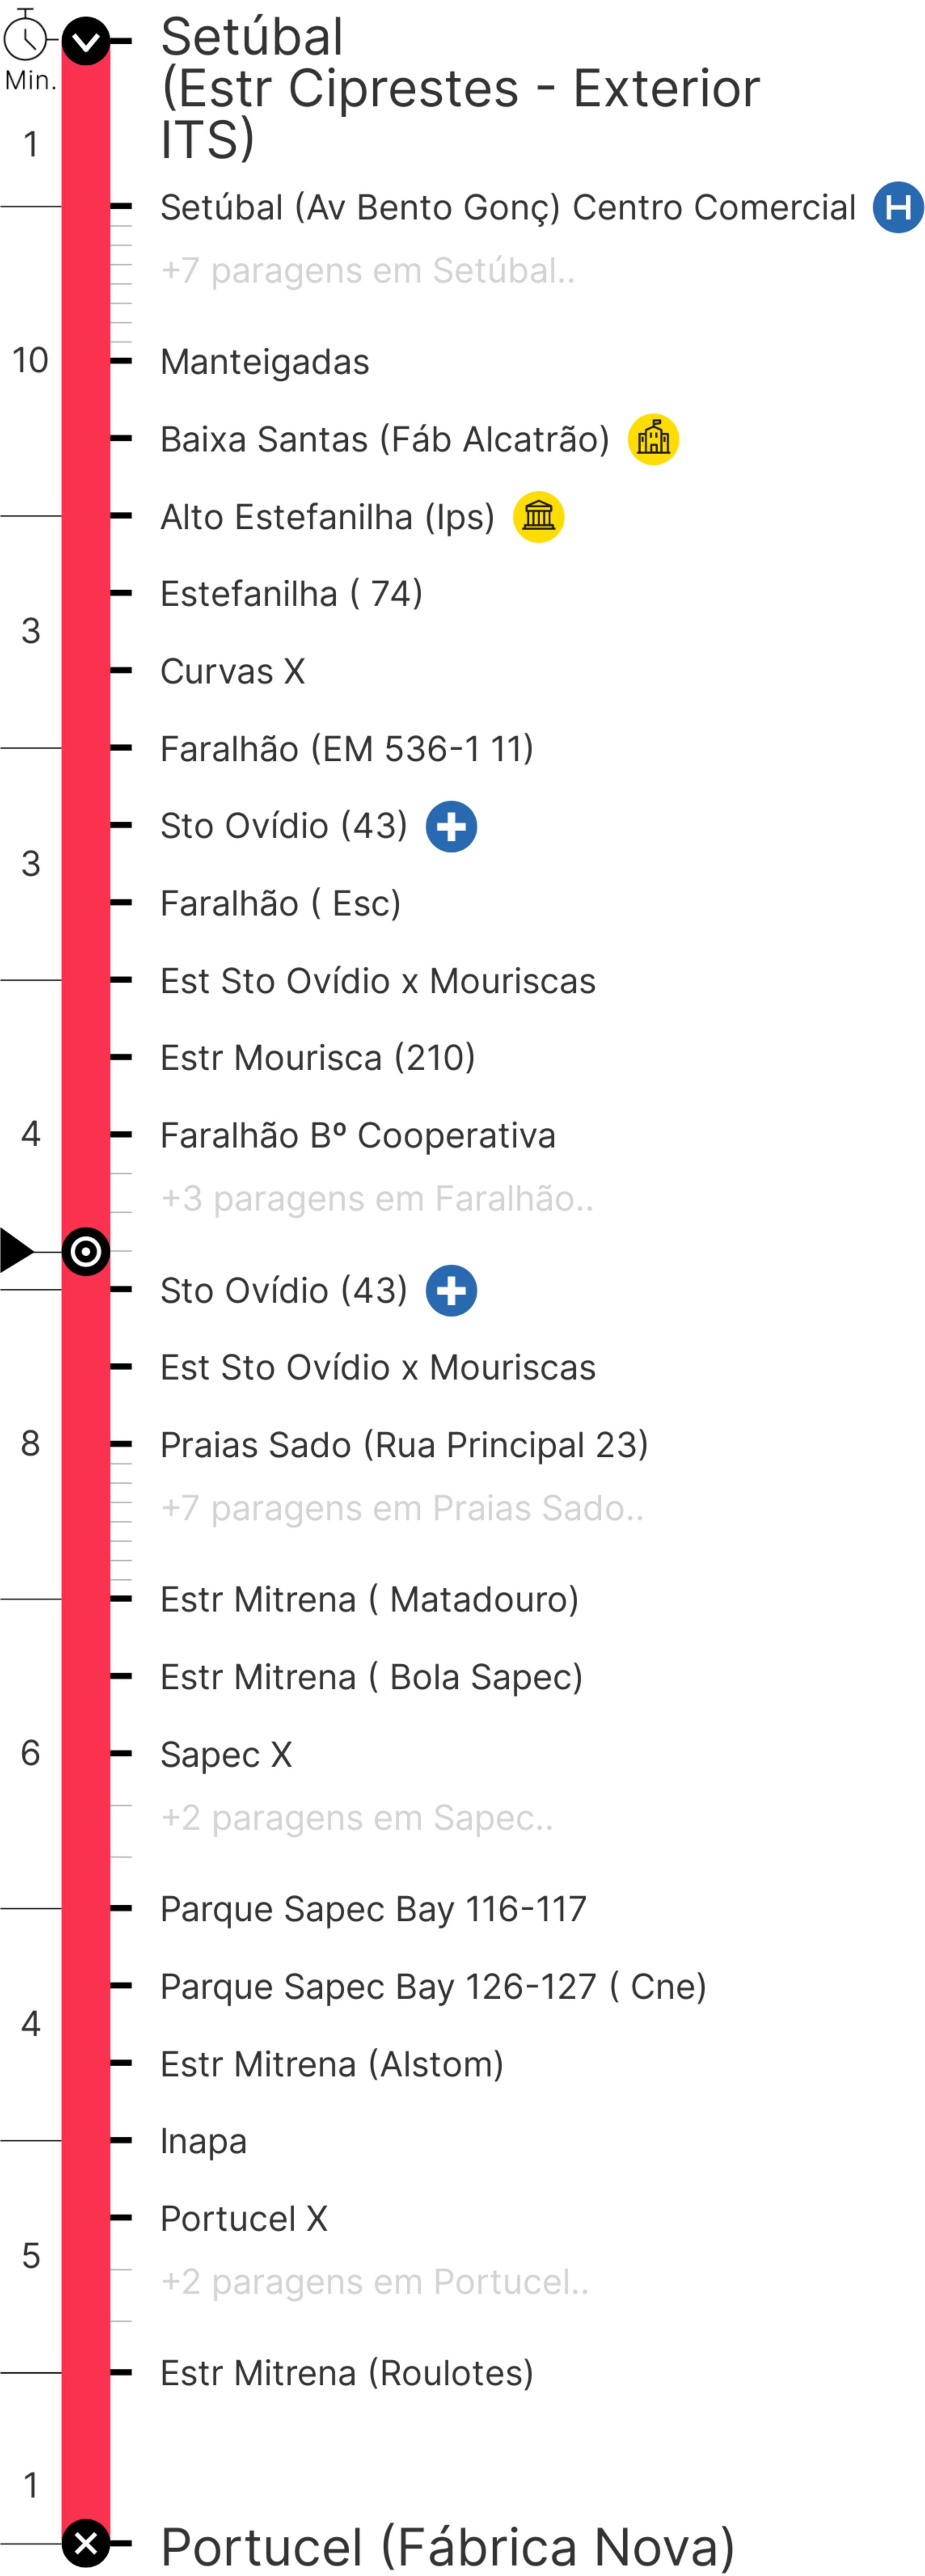 Setúbal
(Estr Ciprestes - Exterior
ITS)
Min.
1
Setúbal (Av Bento Gonç) Centro Comercial H
+7 paragens em Setúbal..
10
Manteigadas
Baixa Santas (Fáb Alcatrão)
Alto Estefanilha (Ips)
Estefanilha ( 74)
3
Curvas X
Faralhão (EM 536-1 11)
Sto Ovídio (43)
3
Faralhão ( Esc)
Est Sto Ovídio x Mouriscas
Estr Mourisca (210)
4
Faralhão Bº Cooperativa
+3 paragens em Faralhão..
Sto Ovídio (43)
Est Sto Ovídio x Mouriscas
8
Praias Sado (Rua Principal 23)
+7 paragens em Praias Sado..
Estr Mitrena ( Matadouro)
Estr Mitrena ( Bola Sapec)
6
Sapec X
+2 paragens em Sapec..
Parque Sapec Bay 116-117
Parque Sapec Bay 126-127 ( Cne)
4
Estr Mitrena (Alstom)
Inapa
Portucel X
5
+2 paragens em Portucel..
Estr Mitrena (Roulotes)
1
Portucel (Fábrica Nova)